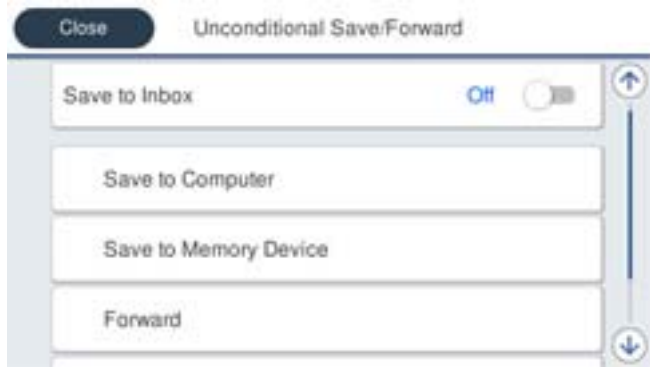 Close Unconditional Save/Forward
Save to Inbox Off
Save to Computer
Save to Memory Device
Forward